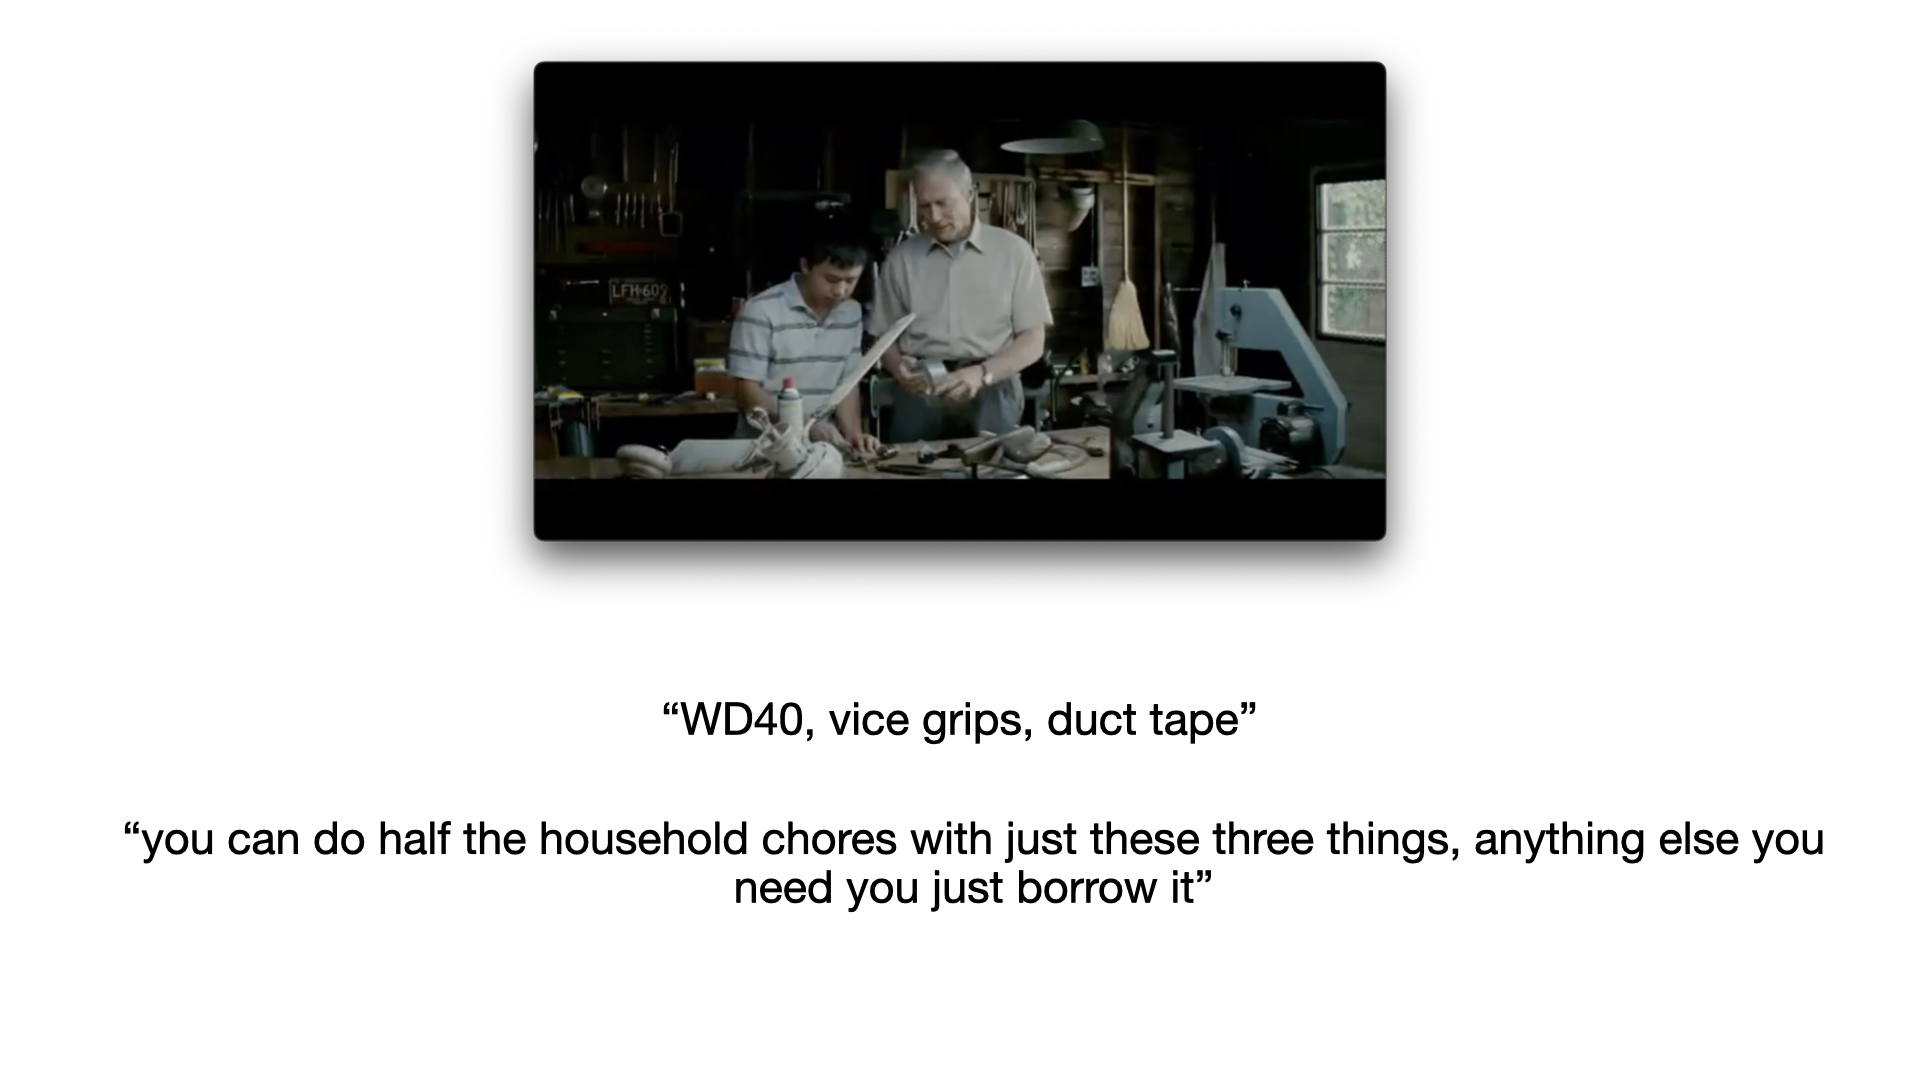 LFH·609
“WD40, vice grips, duct tape”
“you can do half the household chores with just these three things, anything else you
need you just borrow it”